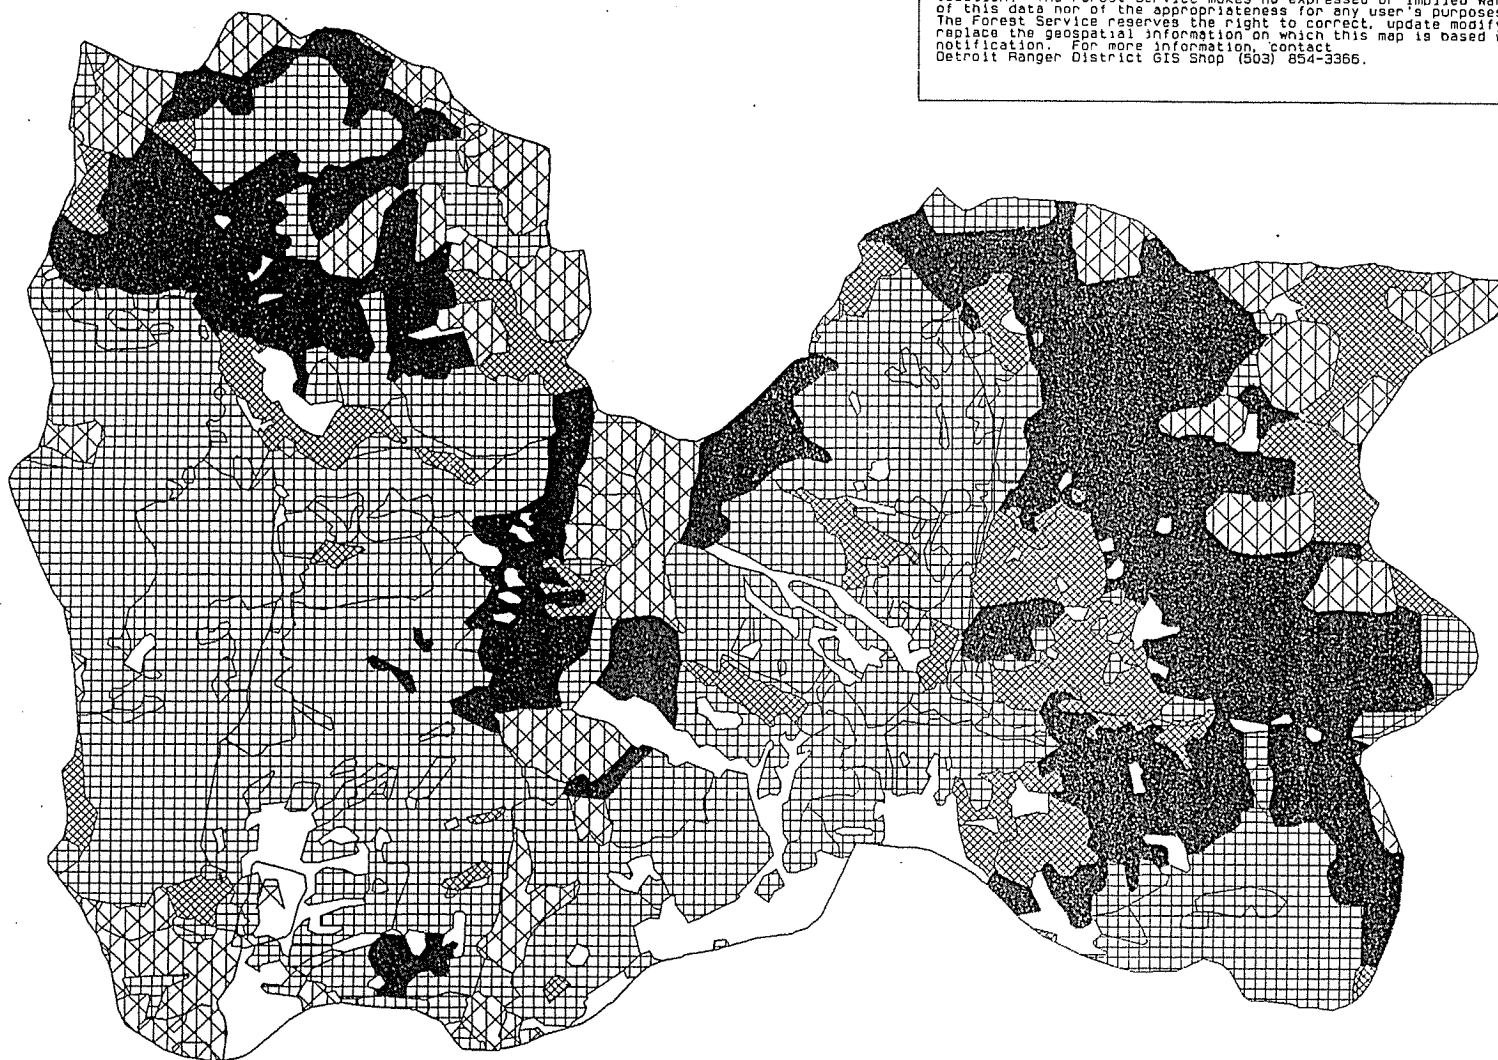 of this data nor of the appropriateness for any user's purposes
The Forest Service reserves the right to correct, update modify
replace the geospatial information on which this map is based
notification. For more information, contact
Detroit Ranger District GIS Shop (503) 854-3366.